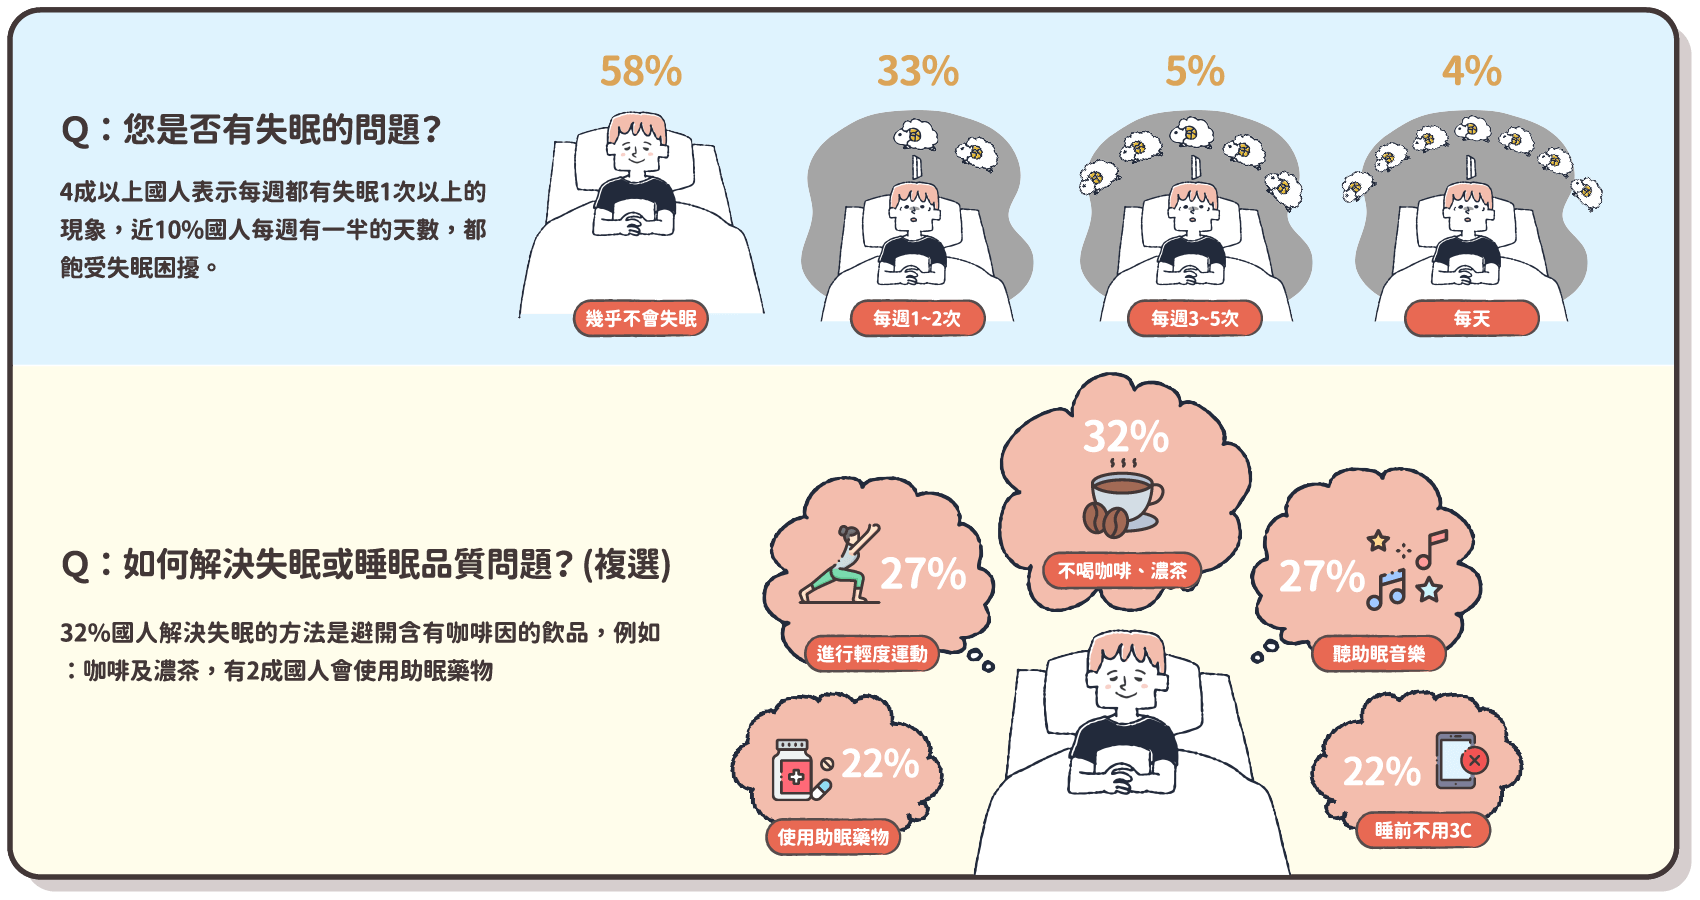 58%
33%
5%
4%
Q：您是否有失眠的問題？
4成以上國人表示每週都有失眠1次以上的
現象，近10%國人每週有一半的天數，都
飽受失眠困擾。
幾乎不會失眠
每週1~2次
每週3~5次
每天
32%
不喝咖啡、濃茶
27%
進行輕度運動
27%
聽助眠音樂
Q：如何解決失眠或睡眠品質問題？(複選)
32%國人解決失眠的方法是避開含有咖啡因的飲品，例如
：咖啡及濃茶，有2成國人會使用助眠藥物
22%
使用助眠藥物
22%
睡前不用3C